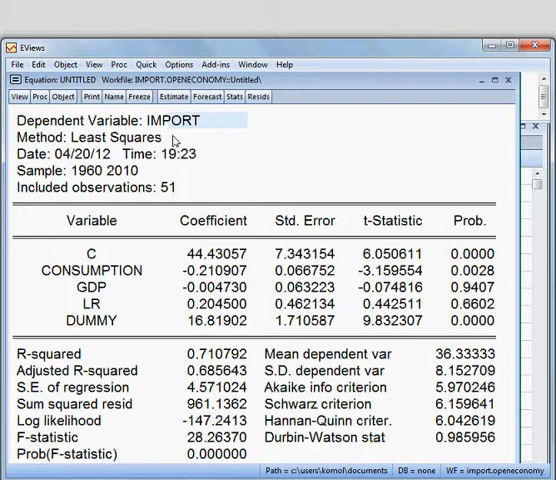 EViews
File Edit Object View Proc Quick Options Add-ins Window Help
Equation: UNTITLED Workfile: IMPORT.OPENECONOMY::Untitled\
View Proc Object Print Name Freeze Estimate Forecast Stats Resids
Dependent Variable: IMPORT
Method: Least Squares
Date: 04/20/12 Time: 19:23
Sample: 1960 2010
Included observations: 51
Variable Coefficient Std. Error t-Statistic Prob.
C 44.43057 7.343154 6.050611 0.0000
CONSUMPTION -0.210907 0.066752 -3.159554 0.0028
GDP -0.004730 0.063223 -0.074816 0.9407
LR 0.204500 0.462134 0.442511 0.6602
DUMMY 16.81902 1.710587 9.832307 0.0000
R-squared 0.710792 Mean dependent var 36.33333
Adjusted R-squared 0.685643 S.D. dependent var 8.152709
S.E. of regression 4.571024 Akaike info criterion 5.970246
Sum squared resid 961.1362 Schwarz criterion 6.159641
Log likelihood -147.2413 Hannan-Quinn criter. 6.042619
F-statistic 28.26370 Durbin-Watson stat 0.985956
Prob(F-statistic) 0.000000
Path = c:\users\komol\documents DB = none WF = import.openeconomy